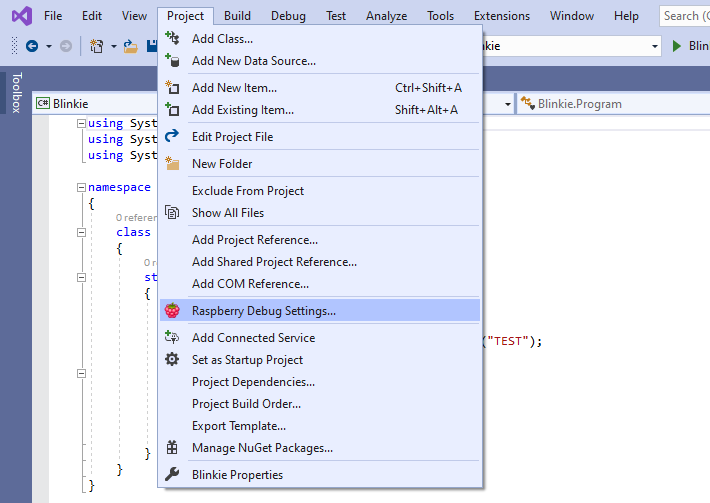 File Edit View Project Build Debug Test Analyze Tools Extensions Window Help Search (
Blin
Toolbox
C# Blinkie
Blinkie.Program
Add Class...
Add New Data Source...
Add New Item... Ctrl+Shift+A
Add Existing Item... Shift+Alt+A
Edit Project File
New Folder
Exclude From Project
Show All Files
Add Project Reference...
Add Shared Project Reference...
Add COM Reference...
Raspberry Debug Settings...
Add Connected Service
Set as Startup Project
Project Dependencies...
Project Build Order...
Export Template...
Manage NuGet Packages...
Blinkie Properties
using Syst
using Syst
using Syst
namespace
{
0 referen
class
{
0 re
st
{
("TEST");
}
}
}